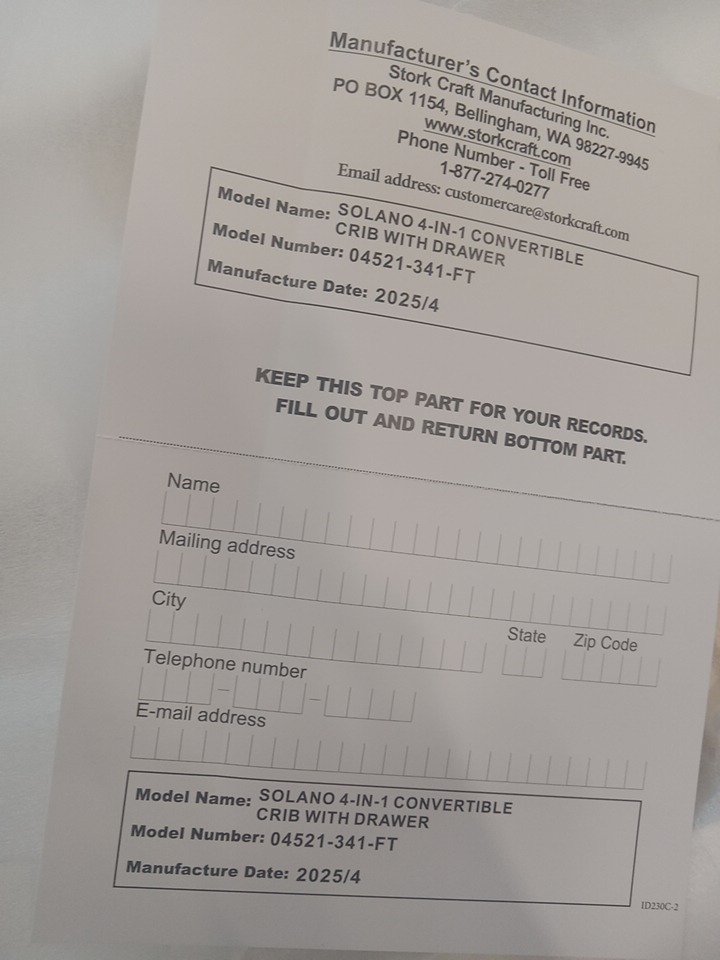 Manufacturer's Contact Information
Stork Craft Manufacturing Inc.
PO BOX 1154, Bellingham, WA 98227-9945
www.storkcraft.com
Phone Number - Toll Free
1-877-274-0277
Email address: customercare@storkcraft.com
Model Name: SOLANO 4-IN-1 CONVERTIBLE
CRIB WITH DRAWER
Model Number: 04521-341-FT
Manufacture Date: 2025/4
KEEP THIS TOP PART FOR YOUR RECORDS.
FILL OUT AND RETURN BOTTOM PART.
Name
Mailing address
City State Zip Code
Telephone number
E-mail address
Model Name: SOLANO 4-IN-1 CONVERTIBLE
CRIB WITH DRAWER
Model Number: 04521-341-FT
Manufacture Date: 2025/4
ID230C-2